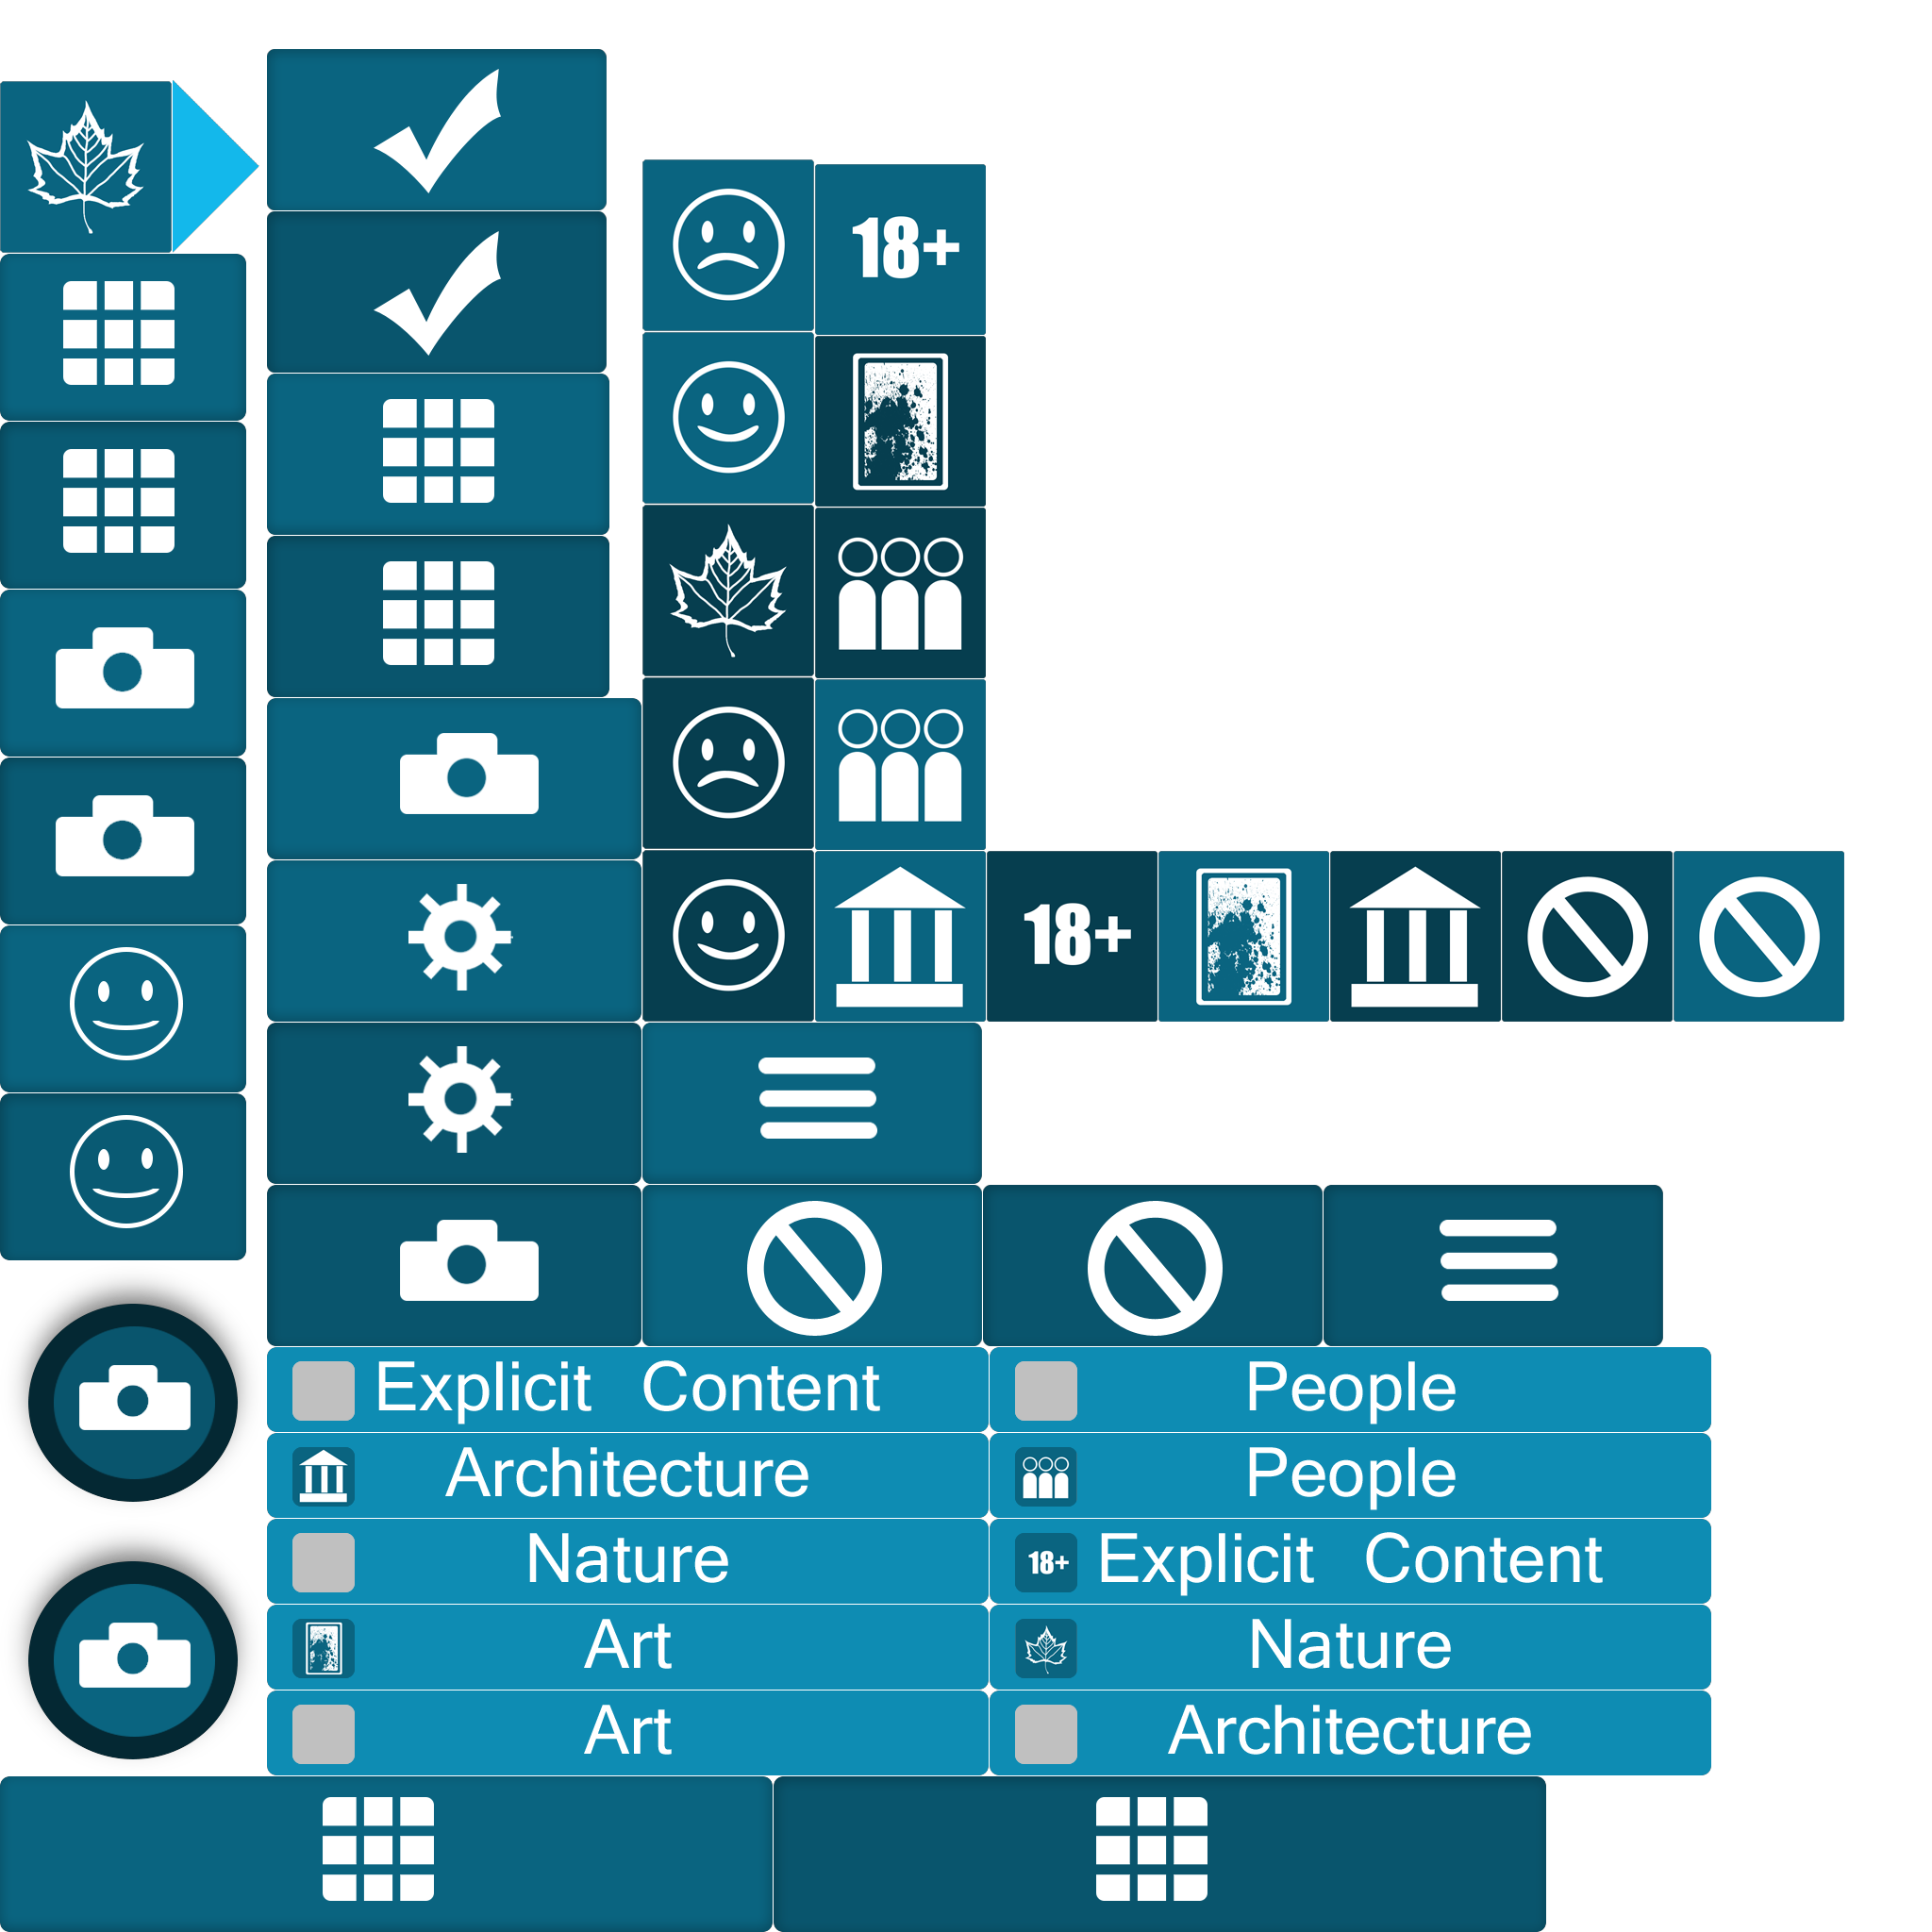 18+
18+
Explicit Content
People
Architecture
People
Nature
18+ Explicit Content
Art
Nature
Art
Architecture